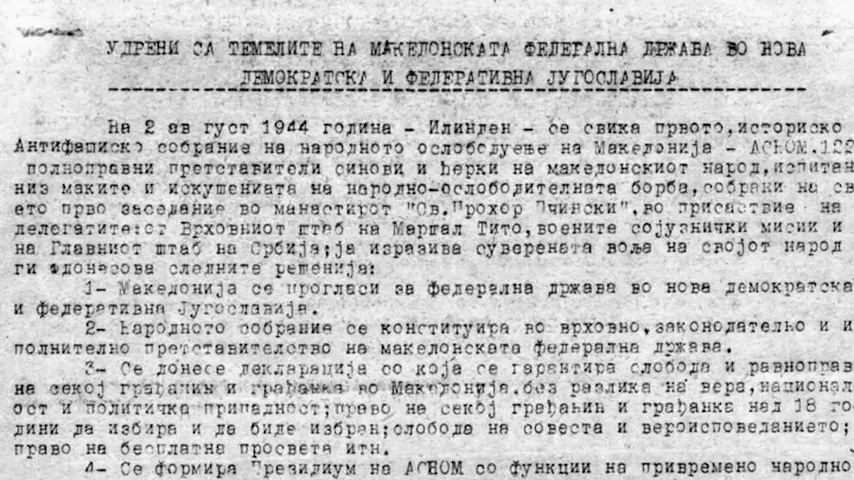 УДРЕНИ СА ТЕМЕЛИТЕ НА МАКЕДОНСКАТА ФЕДЕРАЛНА ДРЖАВА ВО НОВА
ДЕМОКРАТСКА И ФЕДЕРАТИВНА ЈУГОСЛАВИЈА
На 2 ав густ 1944 година - Илинден - се свика првото,историско
Антифашиско собрание на народното ослободуење на Македонија - АСНОМ.122
полноправни претставители синови и ћерки на македонскиот народ,испитан
низ маките и искушенията на народно-ослободителната борба,собрани на св
ето прво заседание во манастирот "Св.Прохор Пчински",во присаствие на
делегатите:от Врховниот штаб на Маршал Тито,воените сојузнички мисии и
на Главниот штаб на Србија;ја изразива суверената воља на својот народ
ги следните решенија:
1- Македонија се прогласи за федерална држава во нова демократска
и федеративна Југославија.
2- Народното собрание се конституира во врховно,законодателно и и
полнително претставителство на македонската федерална држава.
3- Се донесе декларација со која се гарантира слобода и равноправ
на секој граѓанин и граѓанка во Македонија.без разлика на вера,национал
ост и политичка припадност;право на секој граѓанин и граѓанка над 18 го-
дини да избира и да биде избран;слобода на совеста и вероисповеданието;
право на бесплатна просвета итн.
4- Се формира Президиум на АСНОМ со функции на привремено народно